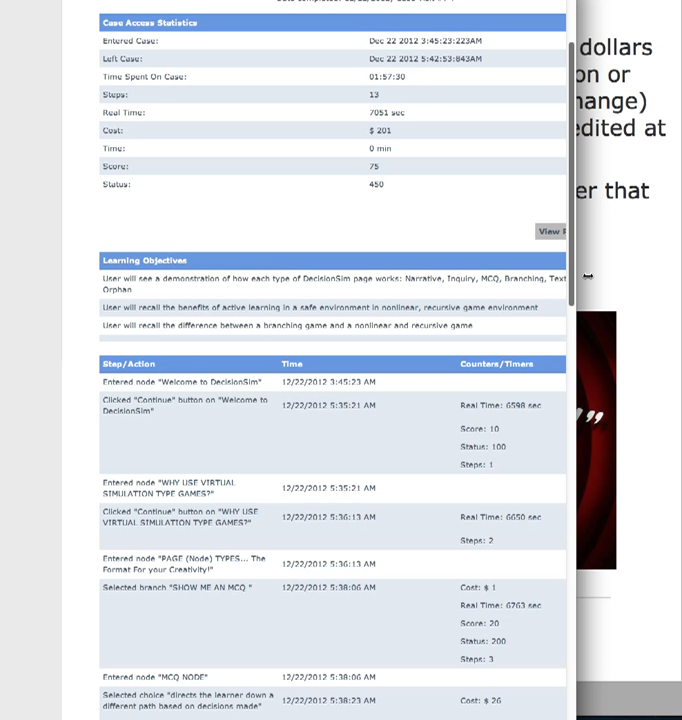 Case Access Statistics
Entered Case: Dec 22 2012 3:45:23:223AM
Left Case: Dec 22 2012 5:42:53:843AM
Time Spent On Case: 01:57:30
Steps: 13
Real Time: 7051 sec
Cost: $ 201
Time: 0 min
Score: 75
Status: 450
View
Learning Objectives
User will see a demonstration of how each type of DecisionSim page works: Narrative, Inquiry, MCQ, Branching, Text
Orphan
User will recall the benefits of active learning in a safe environment in nonlinear, recursive game environment
User will recall the difference between a branching game and a nonlinear and recursive game
Step/Action Time Counters/Timers
Entered node "Welcome to DecisionSim" 12/22/2012 3:45:23 AM
Clicked "Continue" button on "Welcome to
DecisionSim" 12/22/2012 5:35:21 AM Real Time: 6598 sec
Score: 10
Status: 100
Steps: 1
Entered node "WHY USE VIRTUAL
SIMULATION TYPE GAMES?" 12/22/2012 5:35:21 AM
Clicked "Continue" button on "WHY USE
VIRTUAL SIMULATION TYPE GAMES?" 12/22/2012 5:36:13 AM Real Time: 6650 sec
Steps: 2
Entered node "PAGE (Node) TYPES... The
Format For your Creativity!" 12/22/2012 5:36:13 AM
Selected branch "SHOW ME AN MCQ " 12/22/2012 5:38:06 AM Cost: $ 1
Real Time: 6763 sec
Score: 20
Status: 200
Steps: 3
Entered node "MCQ NODE" 12/22/2012 5:38:06 AM
Selected choice "directs the learner down a
different path based on decisions made" 12/22/2012 5:38:23 AM Cost: $ 26
dollars
on or
hange)
edited at
er that